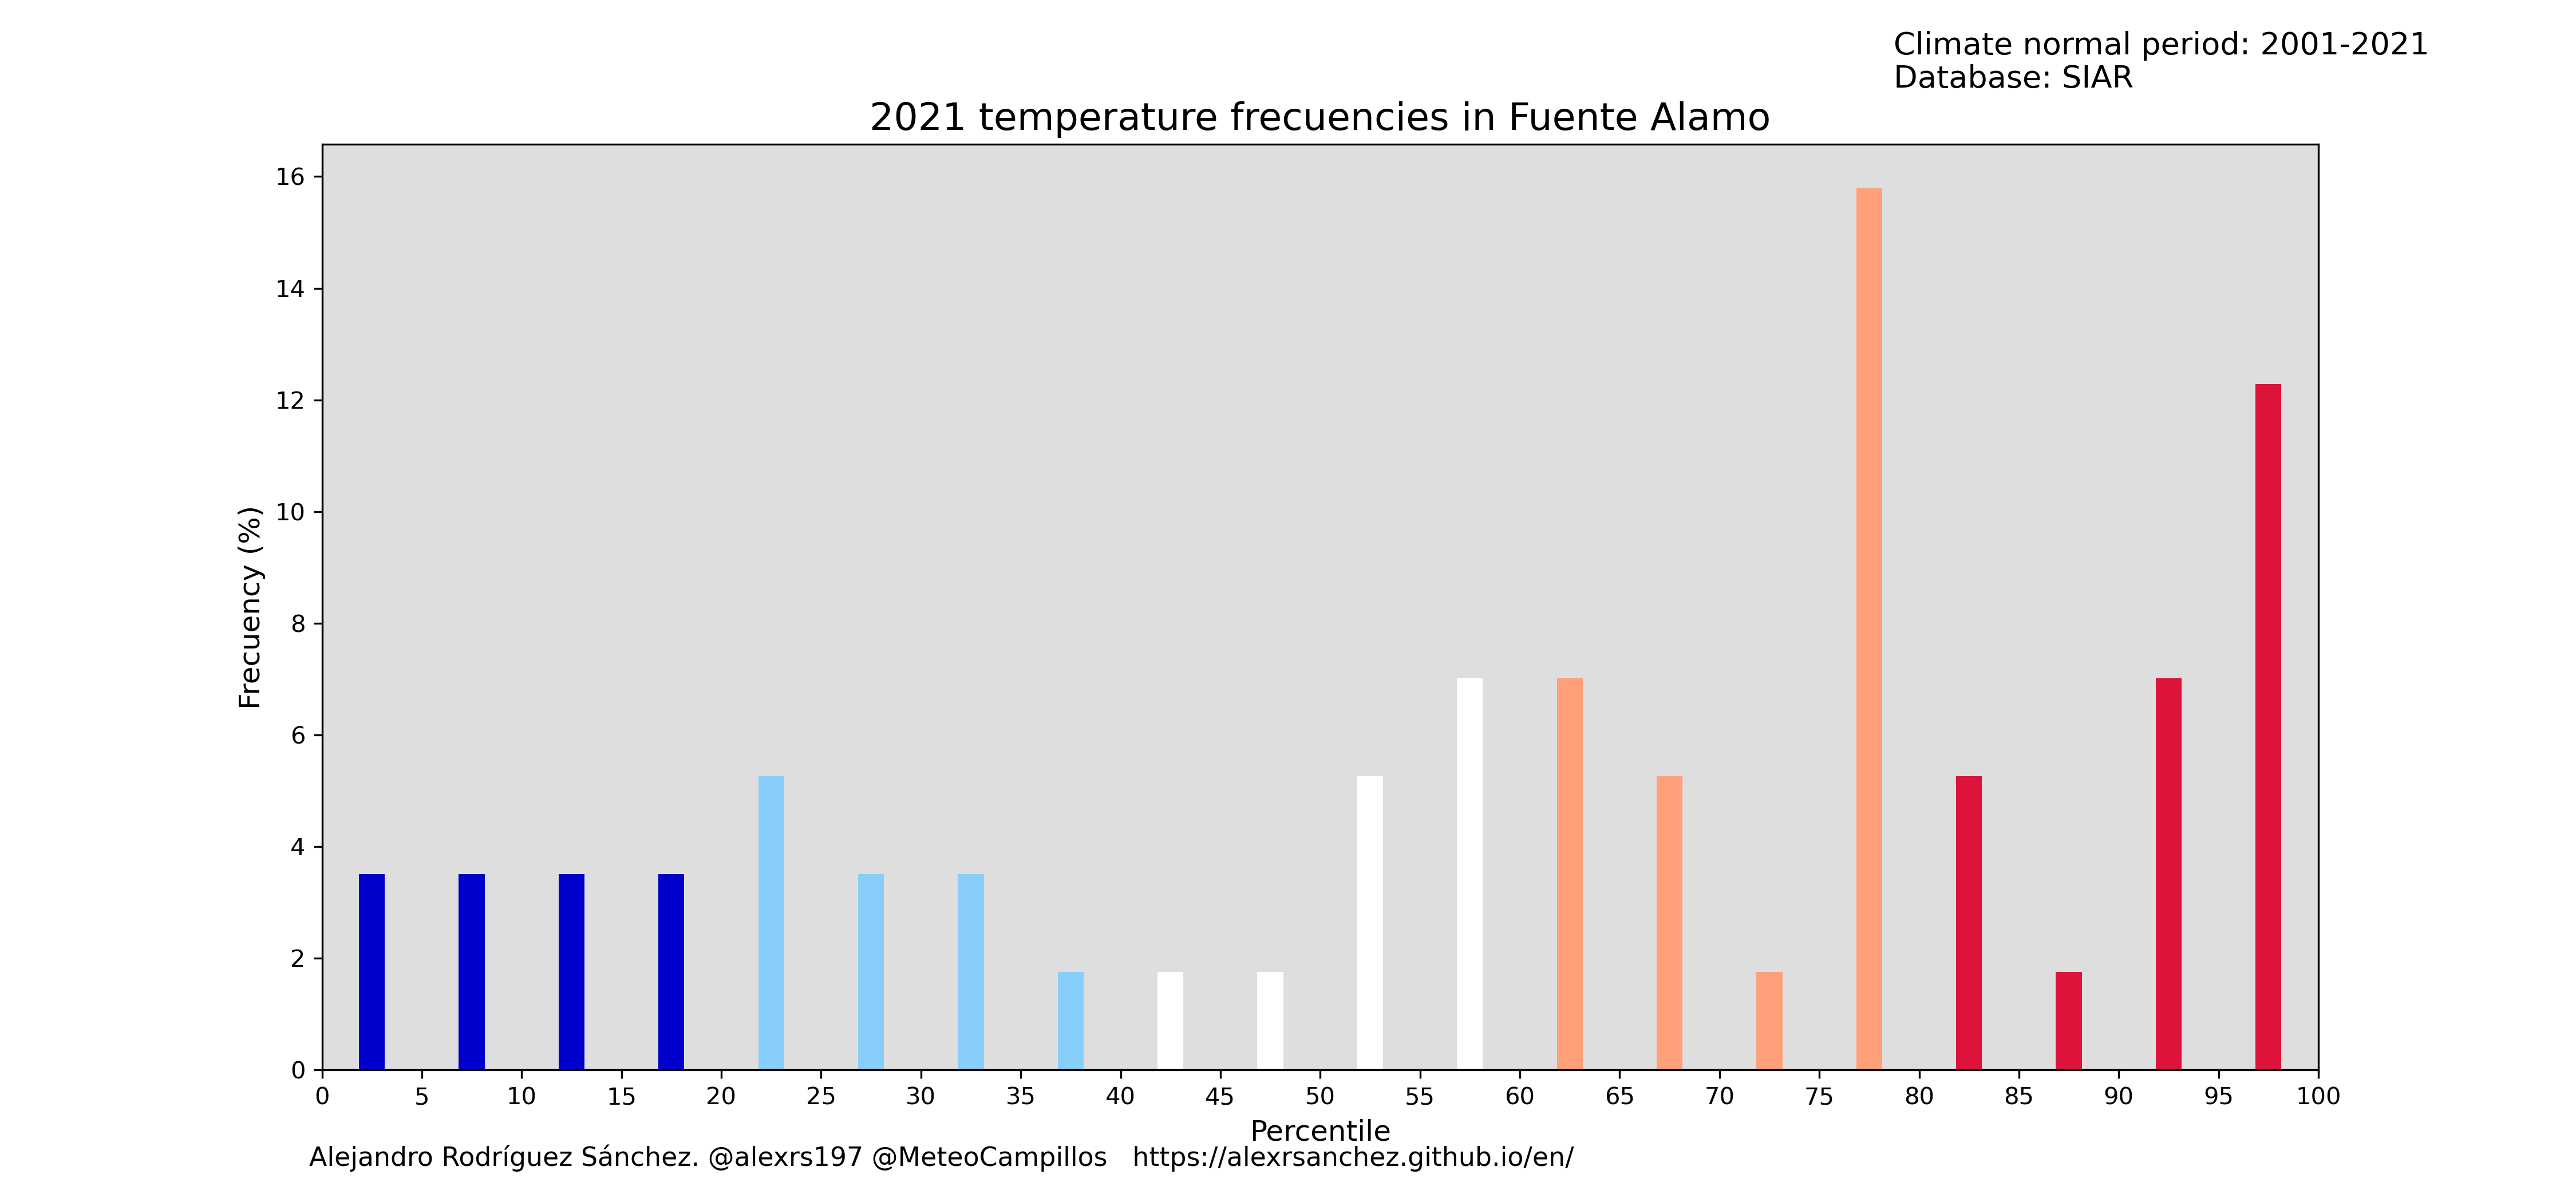 Climate normal period: 2001-2021
Database: SIAR
2021 temperature frecuencies in Fuente Alamo
Frecuency (%)
16
14
12
10
8
6
4
2
0
0 5 10 15 20 25 30 35 40 45 50 55 60 65 70 75 80 85 90 95 100
Percentile
Alejandro Rodríguez Sánchez. @alexrs197 @MeteoCampillos https://alexrsanchez.github.io/en/